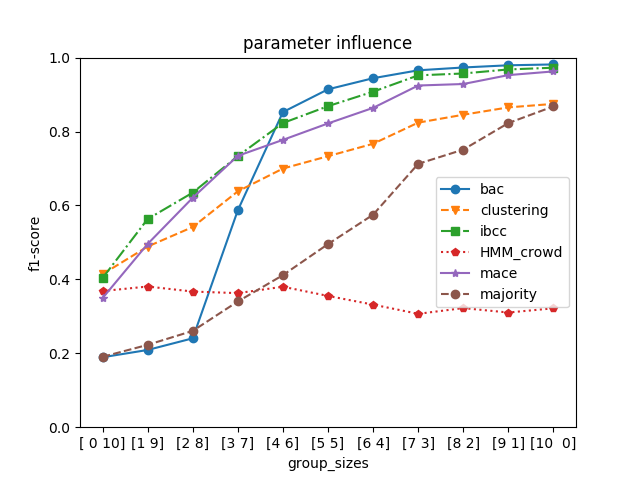 parameter influence
1.0
0.8
0.6
0.4
0.2
0.0
f1-score
bac
clustering
ibcc
HMM_crowd
mace
majority
[ 0 10] [1 9] [2 8] [3 7] [4 6] [5 5] [6 4] [7 3] [8 2] [9 1] [10  0]
group_sizes